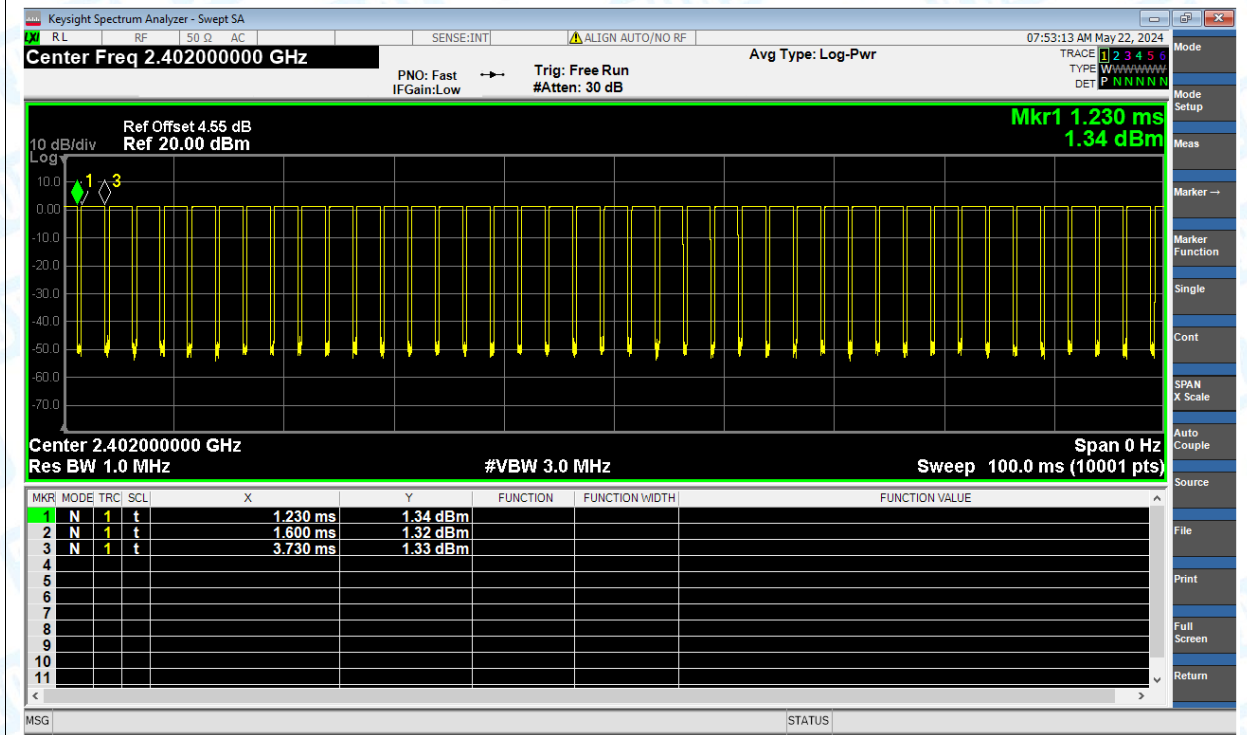 Keysight Spectrum Analyzer - Swept SA
LXI RL RF 50 Ω AC SENSE:INT ALIGN AUTO/NO RF 07:53:13 AM May 22, 2024
Center Freq 2.402000000 GHz
PNO: Fast
IFGain:Low
Trig: Free Run
#Atten: 30 dB
Avg Type: Log-Pwr
TRACE 1 2 3 4 5 6
TYPE WWWWWW
DET P N N N N N
Mkr1 1.230 ms
1.34 dBm
Ref Offset 4.55 dB
10 dB/div Ref 20.00 dBm
Log
1 3
10.0
0.00
-10.0
-20.0
-30.0
-40.0
-50.0
-60.0
-70.0
Center 2.402000000 GHz Span 0 Hz
Res BW 1.0 MHz #VBW 3.0 MHz Sweep 100.0 ms (10001 pts)
MKR MODE TRC SCL X Y FUNCTION FUNCTION WIDTH FUNCTION VALUE
1 N 1 t 1.230 ms 1.34 dBm
2 N 1 t 1.600 ms 1.32 dBm
3 N 1 t 3.730 ms 1.33 dBm
4
5
6
7
8
9
10
11
MSG STATUS
Mode
Mode
Setup
Meas
Marker →
Marker
Function
Single
Cont
SPAN
X Scale
Auto
Couple
Source
File
Print
Full
Screen
Return